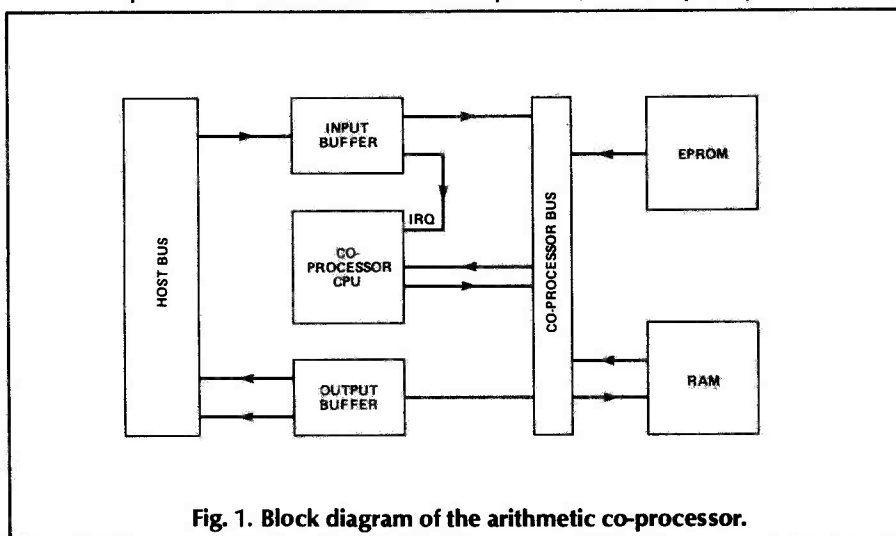 HOST BUS
INPUT
BUFFER
IRQ
CO-
PROCESSOR
CPU
OUTPUT
BUFFER
CO-PROCESSOR BUS
EPROM
RAM
Fig. 1. Block diagram of the arithmetic co-processor.